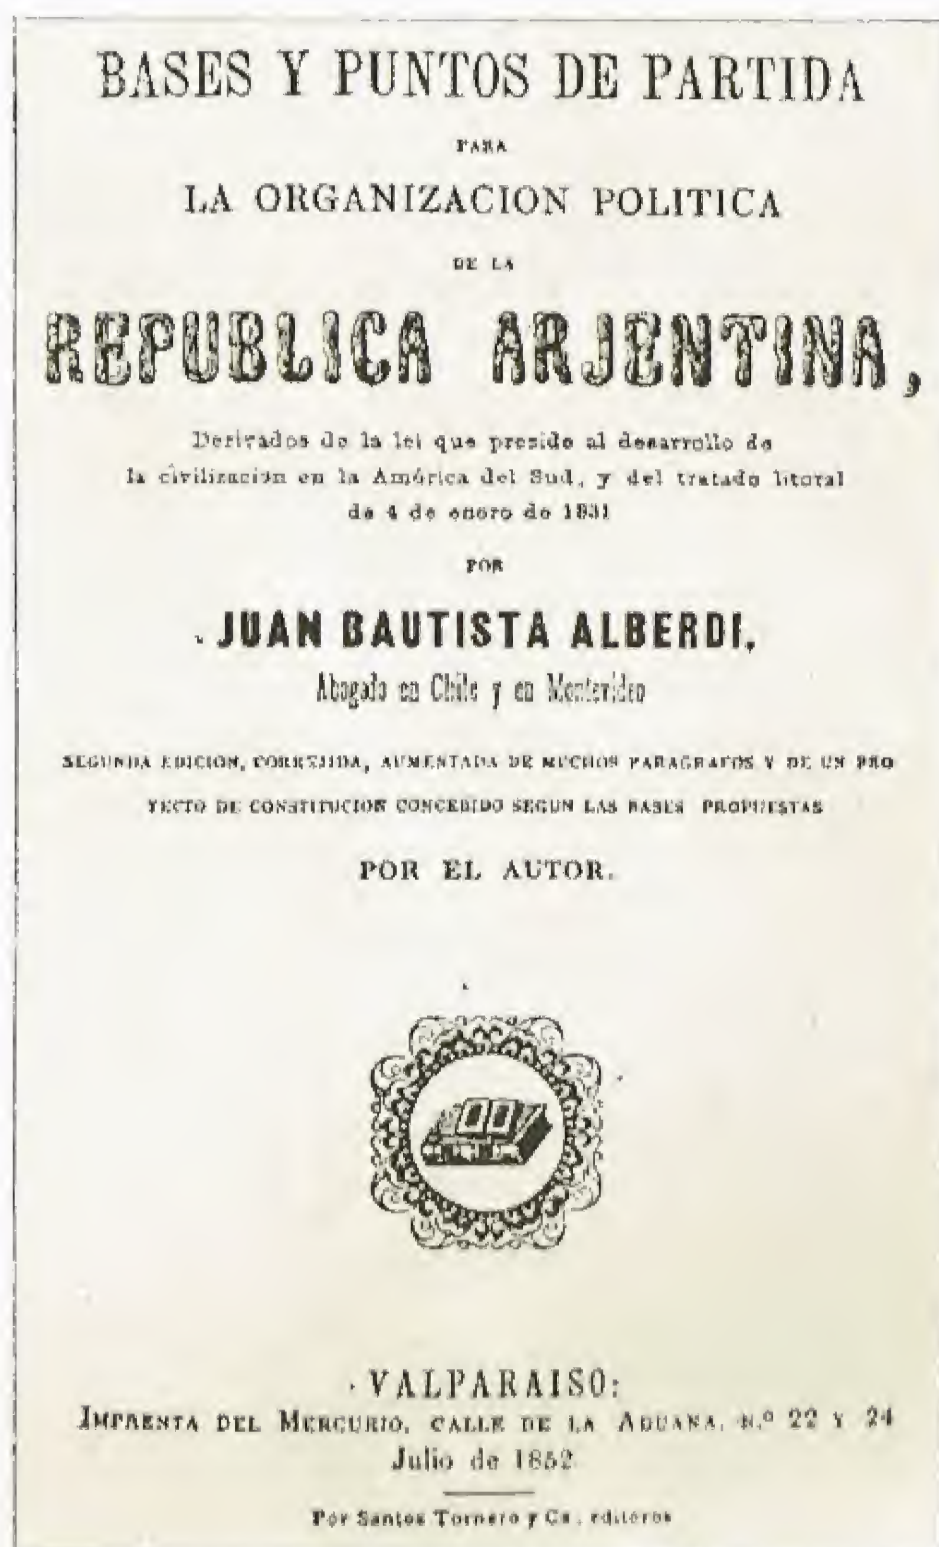 BASES Y PUNTOS DE PARTIDA
PARA
LA ORGANIZACION POLITICA
DE LA
REPUBLICA ARJENTINA,
Derivados de la lei que preside al desarrollo de
la civilización en la América del Sud, y del tratado litoral
de 4 de enero de 1831
POR
JUAN BAUTISTA ALBERDI,
Abogado en Chile y en Montevideo
SEGUNDA EDICION, CORREJIDA, AUMENTADA DE MUCHOS PARAGRAFOS Y DE UN PRO
YECTO DE CONSTITUCION CONCEBIDO SEGUN LAS BASES PROPUESTAS
POR EL AUTOR.
VALPARAISO:
IMPRENTA DEL MERCURIO, CALLE DE LA ADUANA, N.º 22 Y 24
Julio de 1852
Por Santos Tornero y Ca, editores